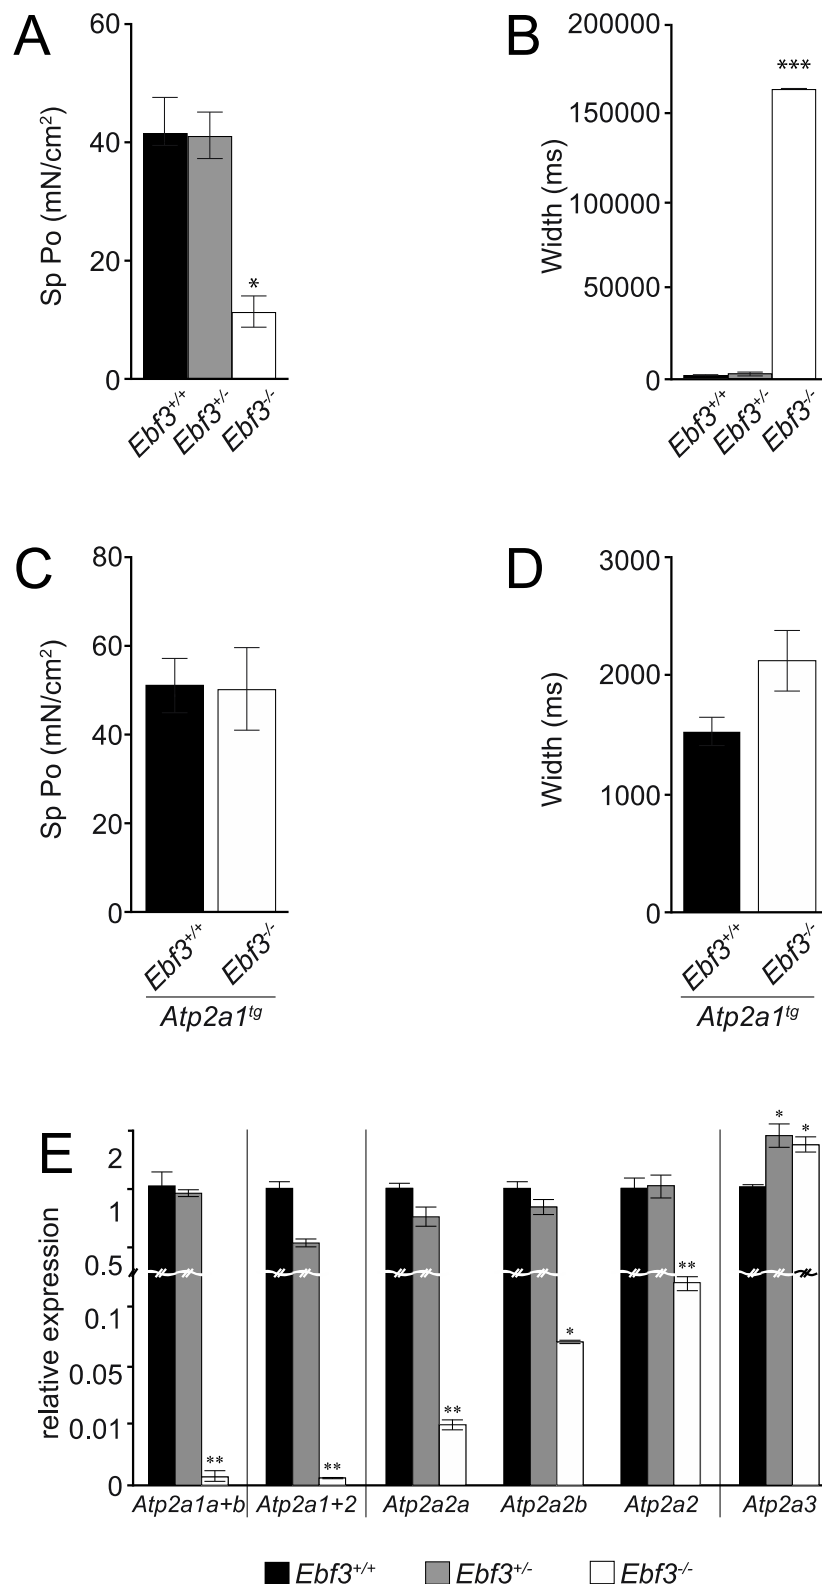 A
60
40
20
0
Sp Po (mN/cm²)
*
Ebf3+/+
Ebf3+/-
Ebf3-/-
B
200000
150000
100000
50000
0
Width (ms)
***
Ebf3+/+
Ebf3+/-
Ebf3-/-
C
80
60
40
20
0
Sp Po (mN/cm²)
Ebf3+/+
Ebf3-/-
Atp2a1tg
D
3000
2000
1000
0
Width (ms)
Ebf3+/+
Ebf3-/-
Atp2a1tg
E
2
1
0.5
0.1
0.05
0.01
0
relative expression
**
**
**
*
**
*
*
Atp2a1a+b
Atp2a1+2
Atp2a2a
Atp2a2b
Atp2a2
Atp2a3
Ebf3+/+
Ebf3+/-
Ebf3-/-